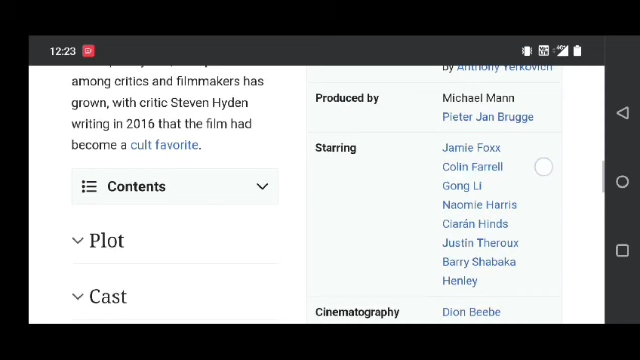 12:23
by Anthony Yerkovich
among critics and filmmakers has
grown, with critic Steven Hyden
writing in 2016 that the film had
become a cult favorite.
Contents
Plot
Cast
Produced by
Michael Mann
Pieter Jan Brugge
Starring
Jamie Foxx
Colin Farrell
Gong Li
Naomie Harris
Ciarán Hinds
Justin Theroux
Barry Shabaka
Henley
Cinematography
Dion Beebe